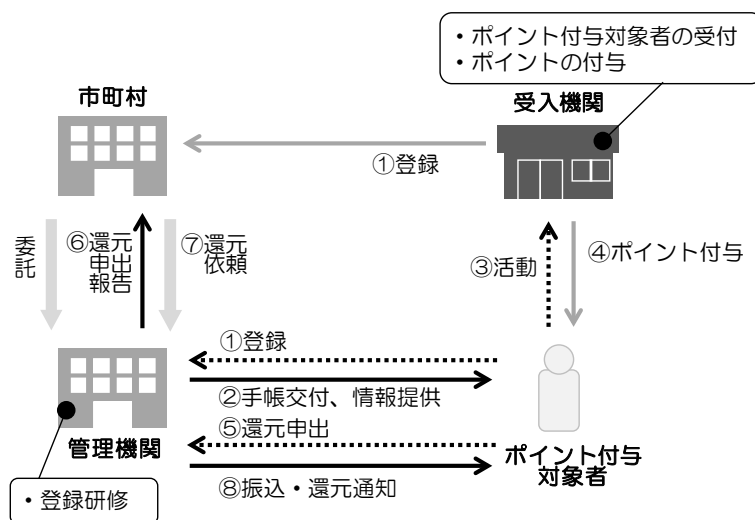 ・ポイント付与対象者の受付
・ポイントの付与
市町村
受入機関
①登録
委託
⑥還元
申出
報告
⑦還元
依頼
③活動
④ポイント付与
①登録
②手帳交付、情報提供
⑤還元申出
管理機関
ポイント付与
対象者
⑧振込・還元通知
・登録研修